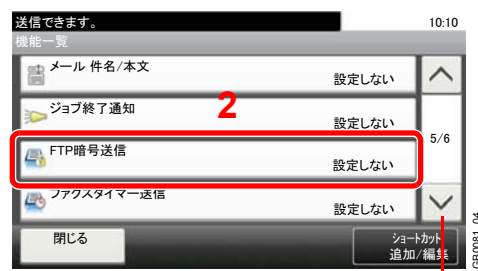 送信できます。 10:10
機能一覧
メール 件名/本文
設定しない
ジョブ終了通知
2
設定しない
5/6
FTP暗号送信
設定しない
ファクスタイマー送信
設定しない
閉じる
ショートカット
追加/編集
GB0081_04